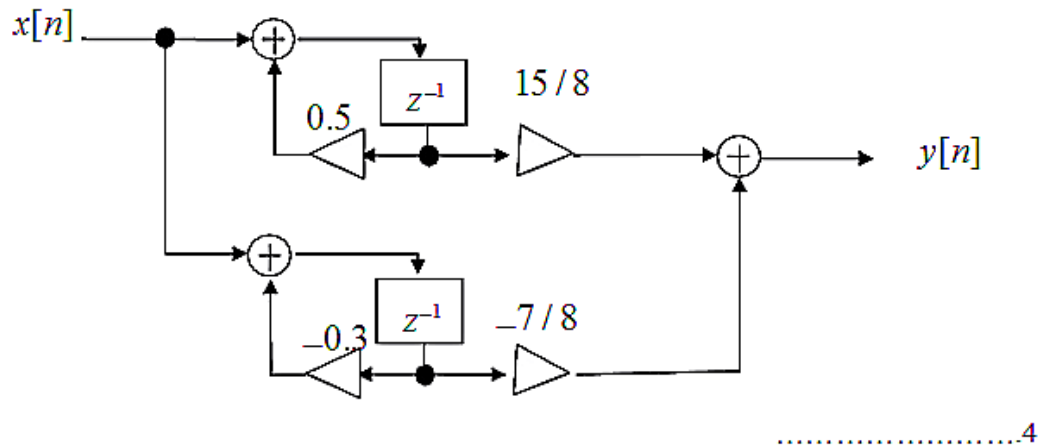 x[n]
+
z⁻¹
15 / 8
0.5
+
y[n]
+
z⁻¹
–7 / 8
–0.3
..........................4